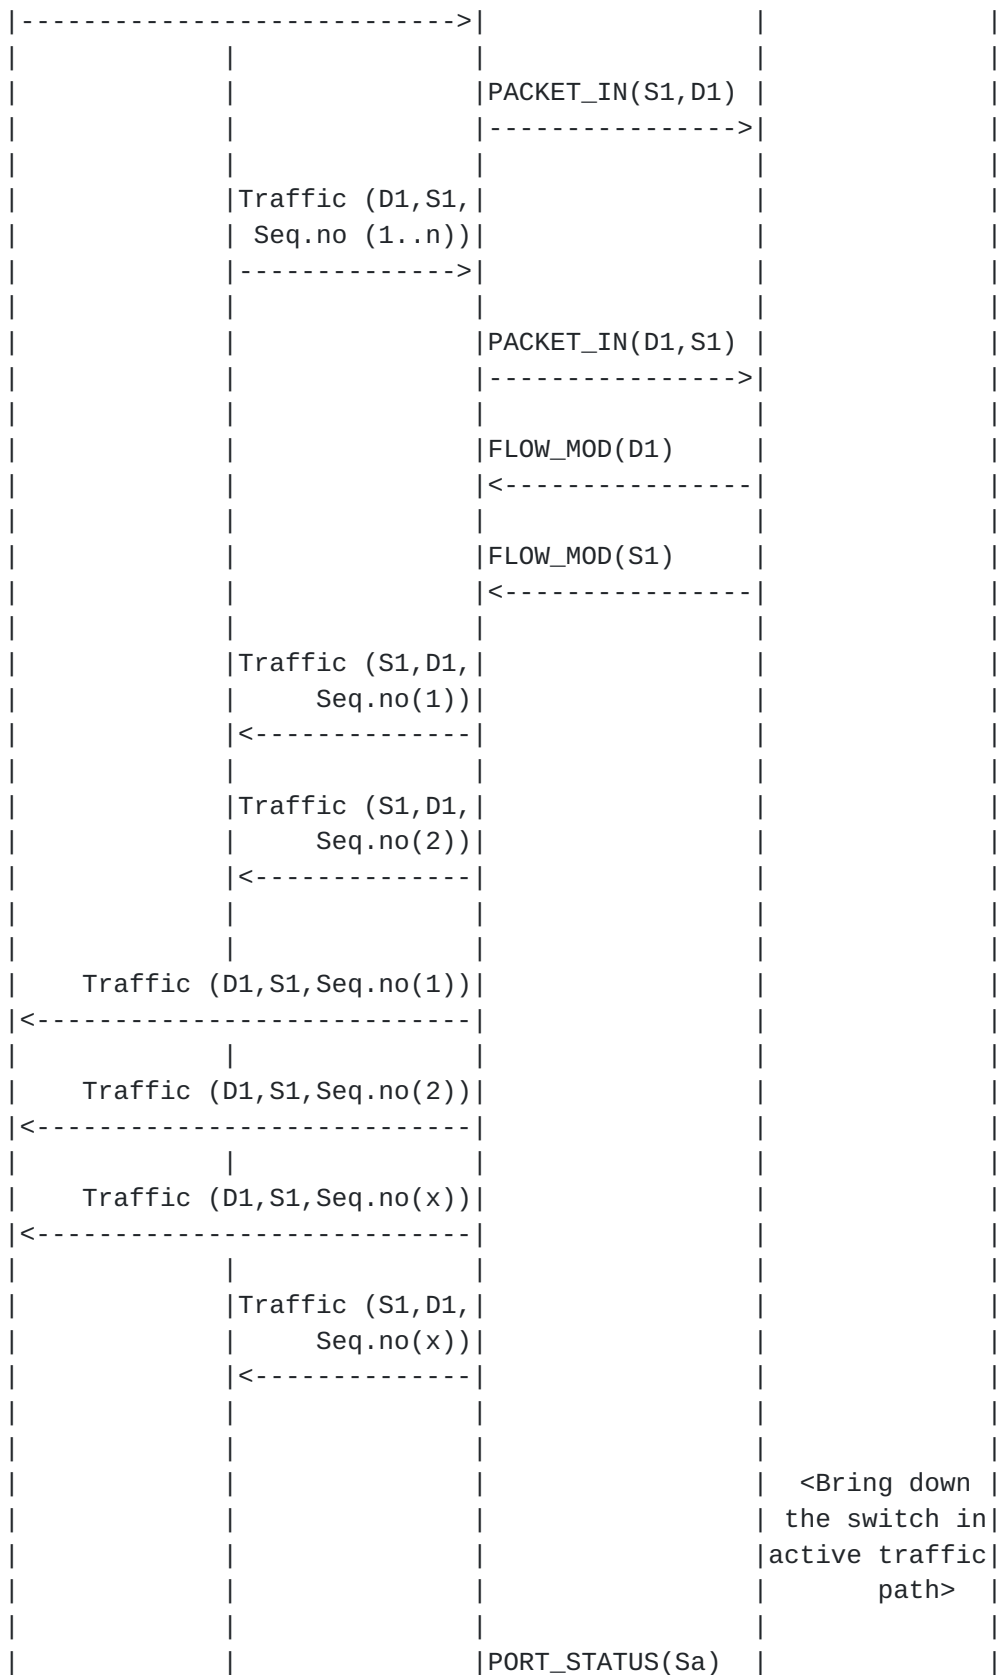 |---------------------------->|                  |               |
|             |               |                  |               |
|             |               |PACKET_IN(S1,D1)  |               |
|             |               |---------------->|               |
|             |               |                  |               |
|             |Traffic (D1,S1,|                  |               |
|             | Seq.no (1..n))|                  |               |
|             |-------------->|                  |               |
|             |               |                  |               |
|             |               |PACKET_IN(D1,S1)  |               |
|             |               |---------------->|               |
|             |               |                  |               |
|             |               |FLOW_MOD(D1)      |               |
|             |               |<----------------|               |
|             |               |                  |               |
|             |               |FLOW_MOD(S1)      |               |
|             |               |<----------------|               |
|             |               |                  |               |
|             |Traffic (S1,D1,|                  |               |
|             |     Seq.no(1))|                  |               |
|             |<--------------|                  |               |
|             |               |                  |               |
|             |Traffic (S1,D1,|                  |               |
|             |     Seq.no(2))|                  |               |
|             |<--------------|                  |               |
|             |               |                  |               |
|             |               |                  |               |
|    Traffic (D1,S1,Seq.no(1))|                  |               |
|<----------------------------|                  |               |
|             |               |                  |               |
|    Traffic (D1,S1,Seq.no(2))|                  |               |
|<----------------------------|                  |               |
|             |               |                  |               |
|    Traffic (D1,S1,Seq.no(x))|                  |               |
|<----------------------------|                  |               |
|             |               |                  |               |
|             |Traffic (S1,D1,|                  |               |
|             |     Seq.no(x))|                  |               |
|             |<--------------|                  |               |
|             |               |                  |               |
|             |               |                  |               |
|             |               |                  |  <Bring down |
|             |               |                  | the switch in|
|             |               |                  |active traffic|
|             |               |                  |       path>  |
|             |               |                  |               |
|             |               |PORT_STATUS(Sa)   |               |